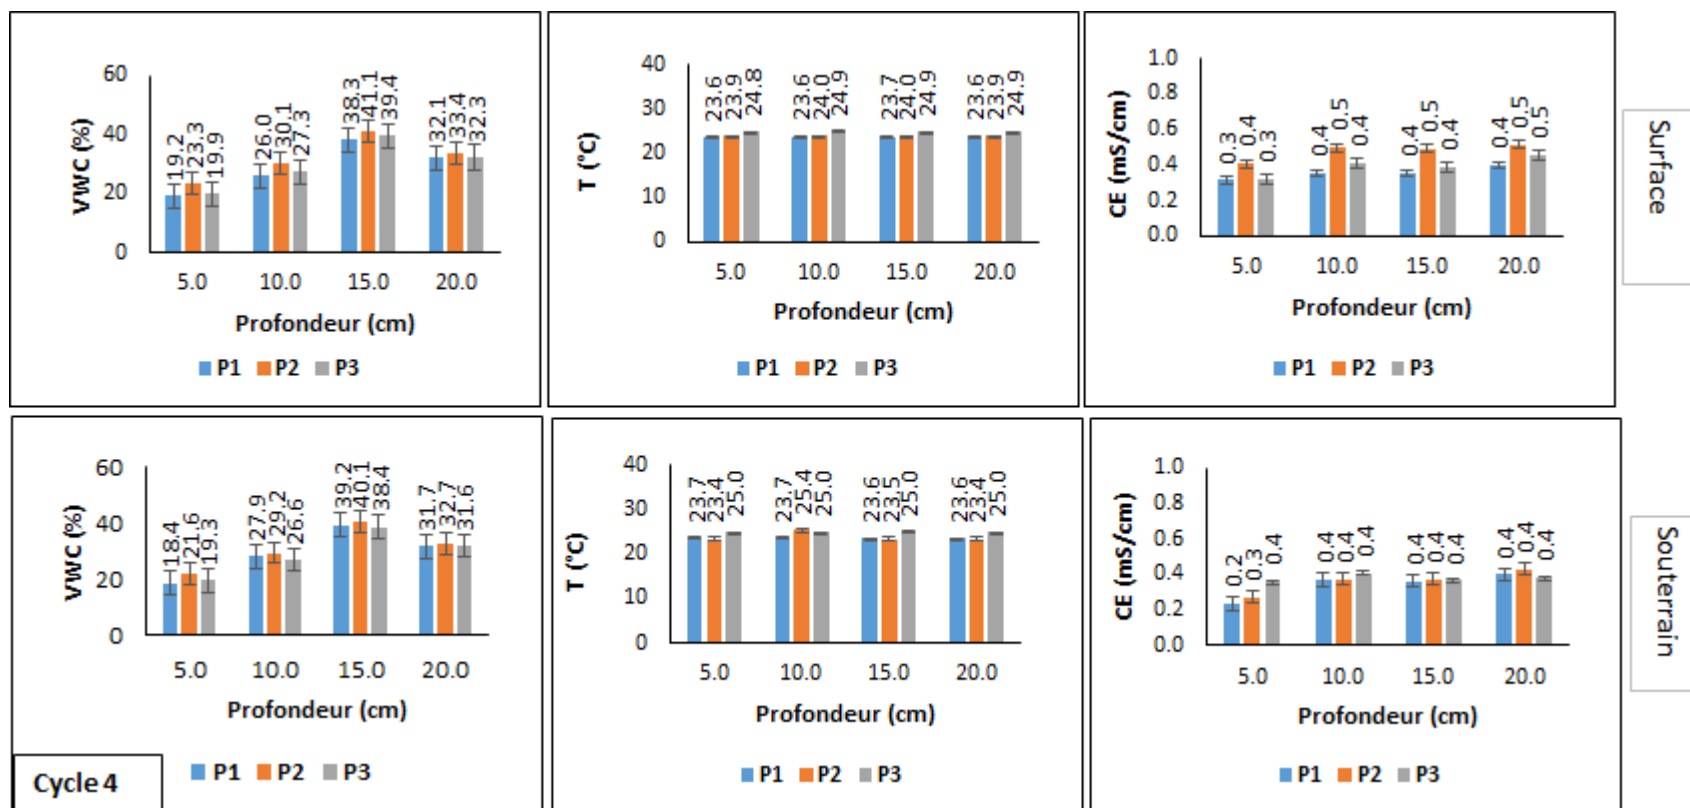 VWC (%)
60
40
20
0
19.2 23.3 19.9 26.0 30.1 27.3 38.3 41.1 39.4 32.1 33.4 32.3
5.0 10.0 15.0 20.0
Profondeur (cm)
P1 P2 P3
T (°C)
40
30
20
10
0
23.6 23.9 24.8 23.6 24.0 24.9 23.7 24.0 24.9 23.6 23.9 24.9
5.0 10.0 15.0 20.0
Profondeur (cm)
P1 P2 P3
CE (mS/cm)
1.0
0.8
0.6
0.4
0.2
0.0
0.3 0.4 0.3 0.4 0.5 0.4 0.4 0.5 0.4 0.4 0.5 0.5
5.0 10.0 15.0 20.0
Profondeur (cm)
P1 P2 P3
Surface
VWC (%)
60
40
20
0
18.4 21.6 19.3 27.9 29.2 26.6 39.2 40.1 38.4 31.7 32.7 31.6
5.0 10.0 15.0 20.0
Profondeur (cm)
P1 P2 P3
Cycle 4
T (°C)
40
30
20
10
0
23.7 23.4 25.0 23.7 25.4 25.0 23.6 23.5 25.0 23.6 23.4 25.0
5.0 10.0 15.0 20.0
Profondeur (cm)
P1 P2 P3
CE (mS/cm)
1.0
0.8
0.6
0.4
0.2
0.0
0.2 0.3 0.4 0.4 0.4 0.4 0.4 0.4 0.4 0.4 0.4 0.4
5.0 10.0 15.0 20.0
Profondeur (cm)
P1 P2 P3
Souterrain